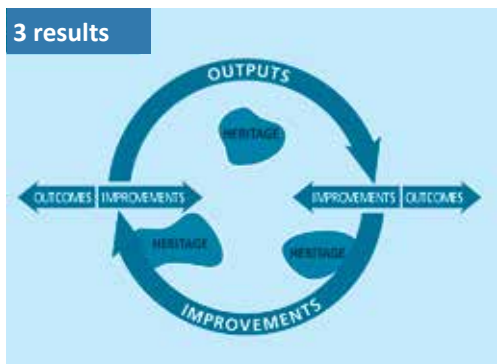 3 results
OUTPUTS
HERITAGE
OUTCOMES IMPROVEMENTS
IMPROVEMENTS OUTCOMES
HERITAGE
HERITAGE
IMPROVEMENTS